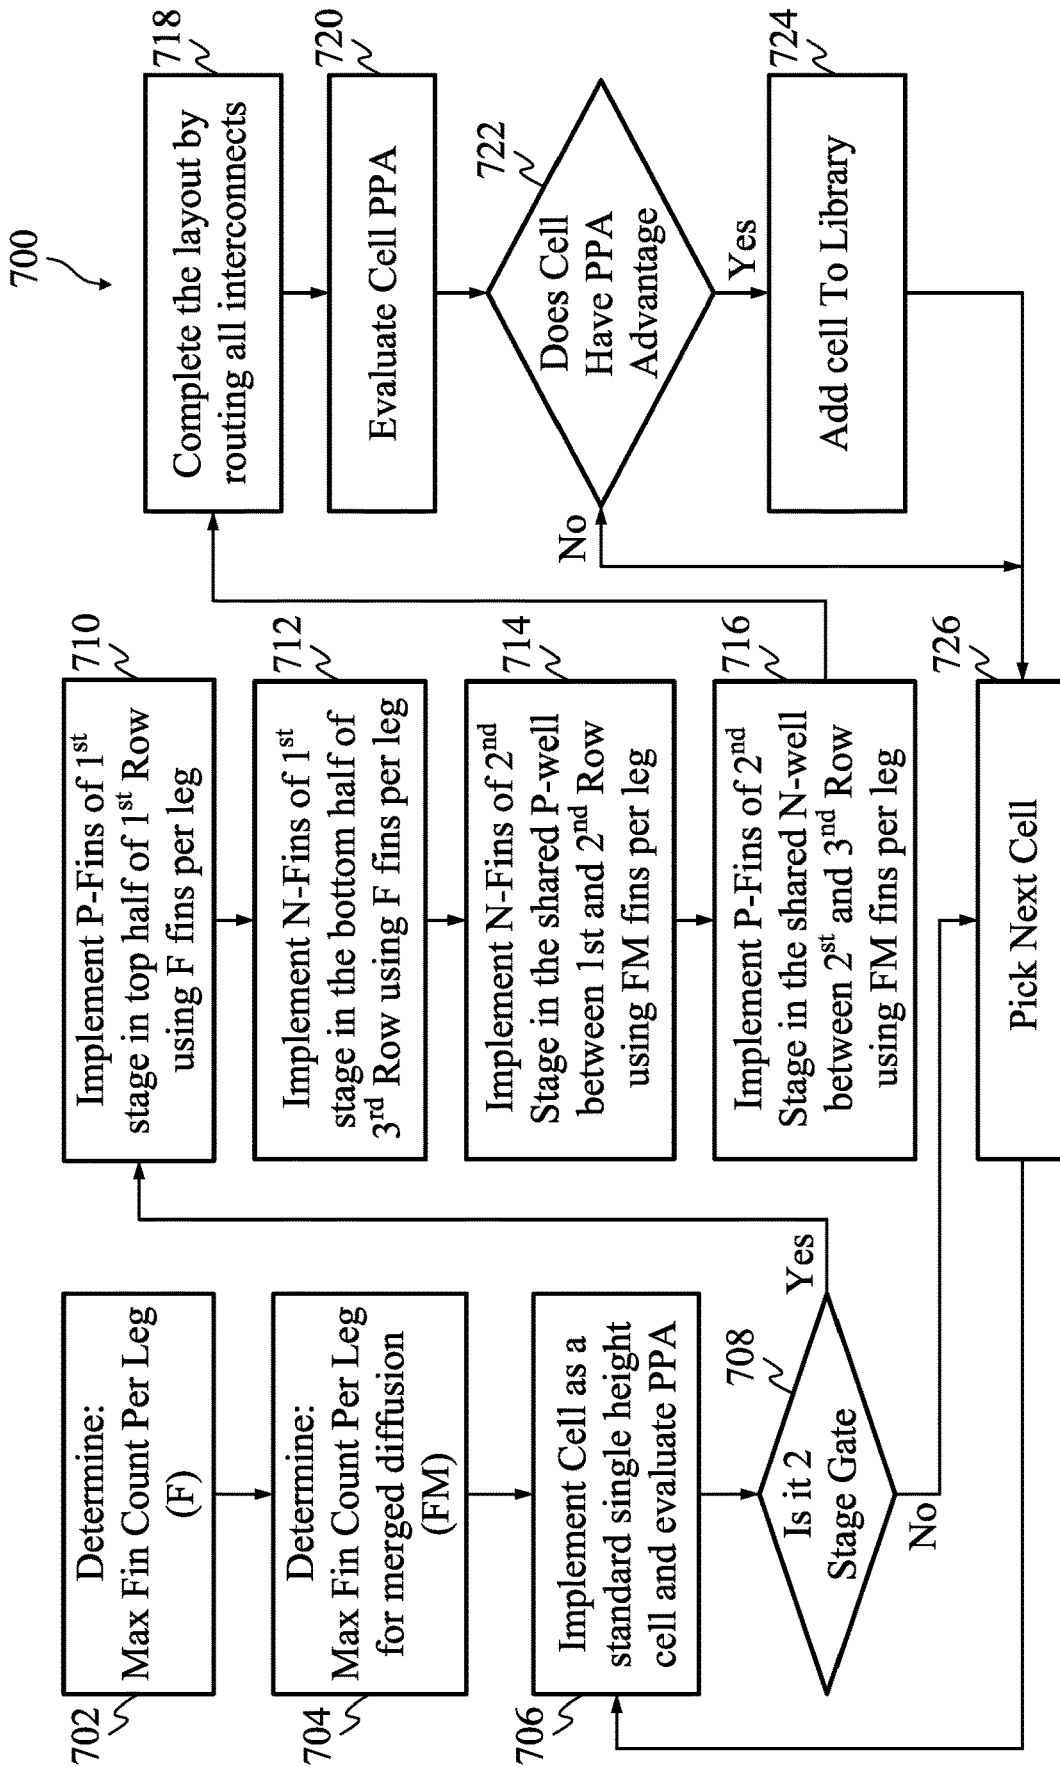 700
702
Determine:
Max Fin Count Per Leg
(F)
704
Determine:
Max Fin Count Per Leg
for merged diffusion
(FM)
706
Implement Cell as a
standard single height
cell and evaluate PPA
708
Is it 2
Stage Gate
Yes
No
710
Implement P-Fins of 1st
stage in top half of 1st Row
using F fins per leg
712
Implement N-Fins of 1st
stage in the bottom half of
3rd Row using F fins per leg
714
Implement N-Fins of 2nd
Stage in the shared P-well
between 1st and 2nd Row
using FM fins per leg
716
Implement P-Fins of 2nd
Stage in the shared N-well
between 2st and 3nd Row
using FM fins per leg
718
Complete the layout by
routing all interconnects
720
Evaluate Cell PPA
722
Does Cell
Have PPA
Advantage
No
Yes
724
Add cell To Library
726
Pick Next Cell